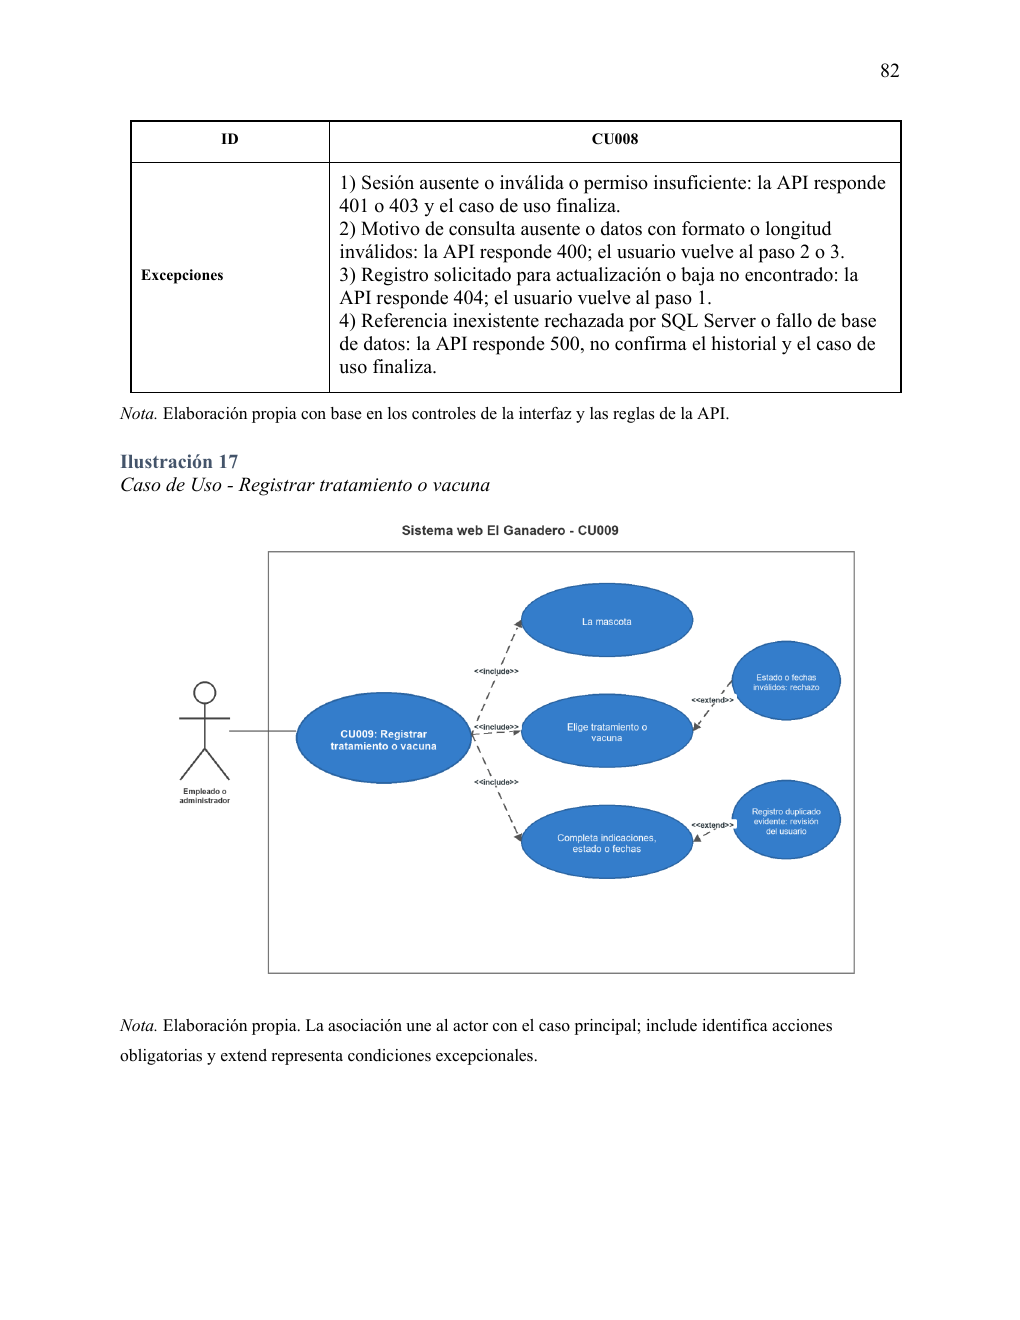 82
ID
CU008
Excepciones
1) Sesión ausente o inválida o permiso insuficiente: la API responde
401 o 403 y el caso de uso finaliza.
2) Motivo de consulta ausente o datos con formato o longitud
inválidos: la API responde 400; el usuario vuelve al paso 2 o 3.
3) Registro solicitado para actualización o baja no encontrado: la
API responde 404; el usuario vuelve al paso 1.
4) Referencia inexistente rechazada por SQL Server o fallo de base
de datos: la API responde 500, no confirma el historial y el caso de
uso finaliza.
Nota. Elaboración propia con base en los controles de la interfaz y las reglas de la API.
Ilustración 17
Caso de Uso - Registrar tratamiento o vacuna
Sistema web El Ganadero - CU009
La mascota
<<include>>
Estado o fechas
inválidos: rechazo
<<extend>>
Elige tratamiento o
vacuna
<<include>>
CU009: Registrar
tratamiento o vacuna
Empleado o
administrador
<<include>>
Completa indicaciones,
estado o fechas
<<extend>>
Registro duplicado
evidente: revisión
del usuario
Nota. Elaboración propia. La asociación une al actor con el caso principal; include identifica acciones
obligatorias y extend representa condiciones excepcionales.